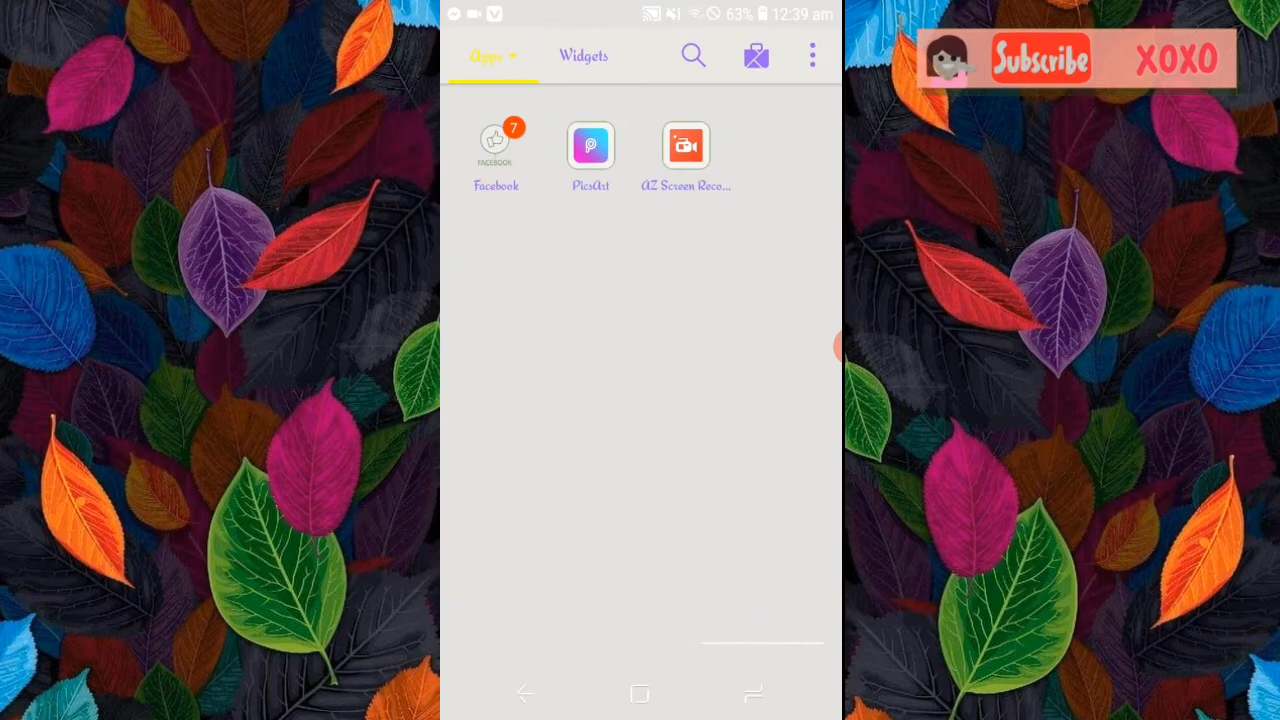 63% 12:39 am
Apps Widgets
Subscribe XOXO
7
FACEBOOK
Facebook PicsArt AZ Screen Reco...